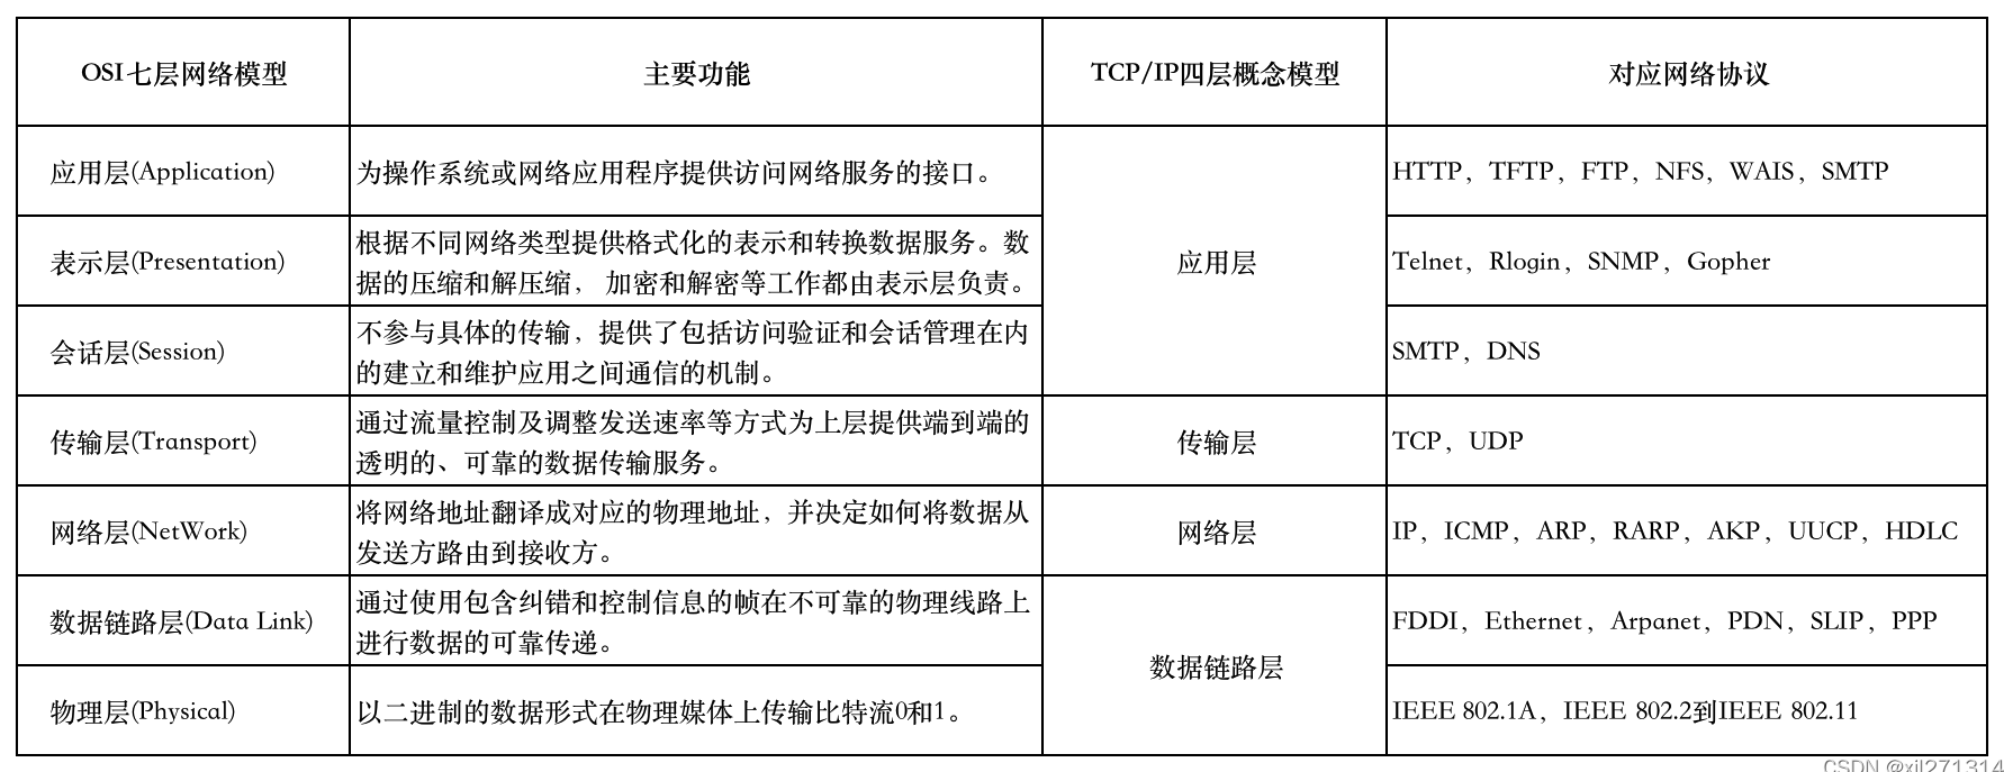 OSI七层网络模型
主要功能
TCP/IP四层概念模型
对应网络协议
应用层(Application)
为操作系统或网络应用程序提供访问网络服务的接口。
应用层
HTTP，TFTP，FTP，NFS，WAIS，SMTP
表示层(Presentation)
根据不同网络类型提供格式化的表示和转换数据服务。数
据的压缩和解压缩， 加密和解密等工作都由表示层负责。
Telnet，Rlogin，SNMP，Gopher
会话层(Session)
不参与具体的传输，提供了包括访问验证和会话管理在内
的建立和维护应用之间通信的机制。
SMTP，DNS
传输层(Transport)
通过流量控制及调整发送速率等方式为上层提供端到端的
透明的、可靠的数据传输服务。
传输层
TCP，UDP
网络层(NetWork)
将网络地址翻译成对应的物理地址，并决定如何将数据从
发送方路由到接收方。
网络层
IP，ICMP，ARP，RARP，AKP，UUCP，HDLC
数据链路层(Data Link)
通过使用包含纠错和控制信息的帧在不可靠的物理线路上
进行数据的可靠传递。
数据链路层
FDDI，Ethernet，Arpanet，PDN，SLIP，PPP
物理层(Physical)
以二进制的数据形式在物理媒体上传输比特流0和1。
IEEE 802.1A，IEEE 802.2到IEEE 802.11
CSDN @xjl271314